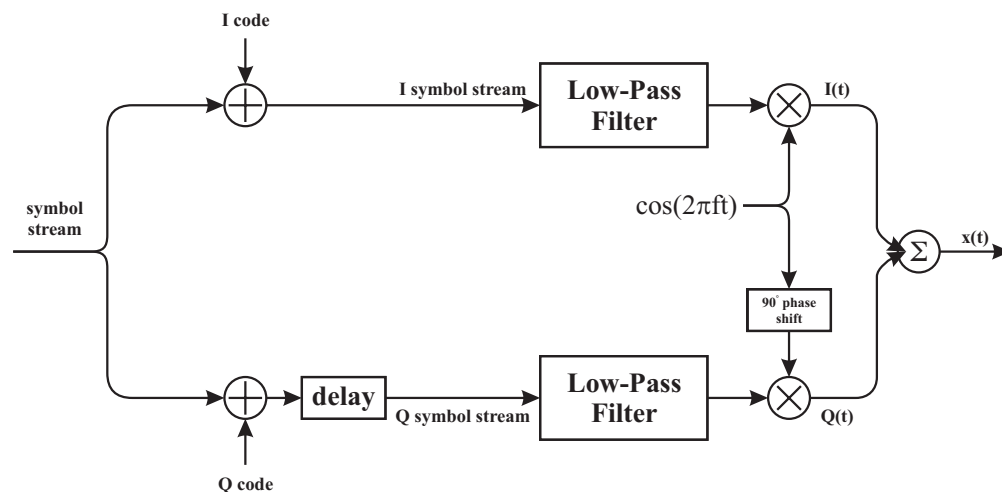 I code
I symbol stream
Low-Pass
Filter
I(t)
symbol
stream
cos(2πft)
Σ
x(t)
90° phase
shift
delay
Q symbol stream
Low-Pass
Filter
Q(t)
Q code